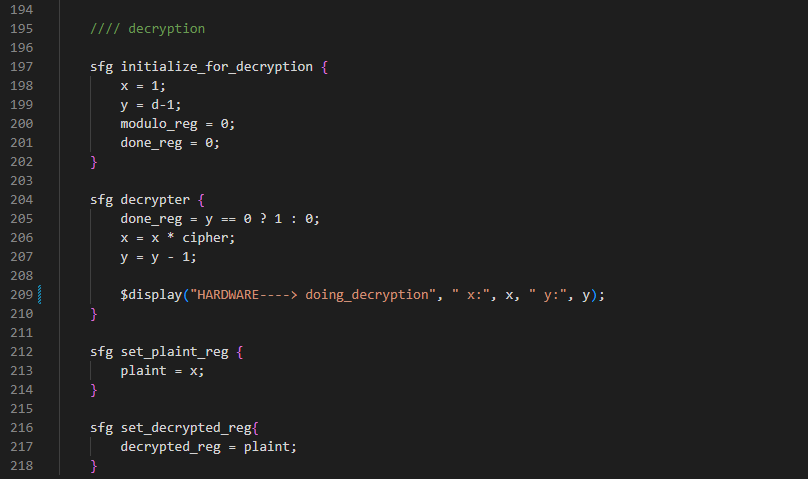 194
195 //// decryption
196
197 sfg initialize_for_decryption {
198 x = 1;
199 y = d-1;
200 modulo_reg = 0;
201 done_reg = 0;
202 }
203
204 sfg decrypter {
205 done_reg = y == 0 ? 1 : 0;
206 x = x * cipher;
207 y = y - 1;
208
209 $display("HARDWARE----> doing_decryption", " x:", x, " y:", y);
210 }
211
212 sfg set_plaint_reg {
213 plaint = x;
214 }
215
216 sfg set_decrypted_reg{
217 decrypted_reg = plaint;
218 }